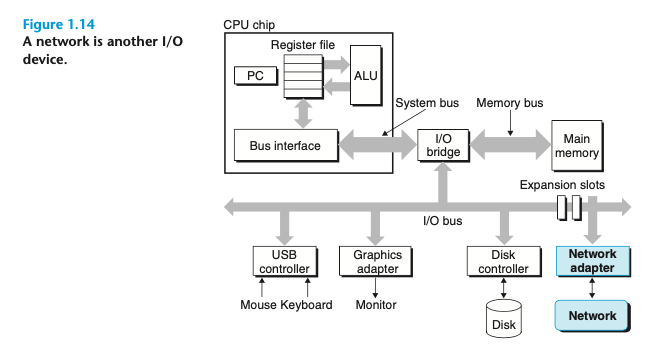 Figure 1.14
A network is another I/O
device.
CPU chip
Register file
PC
ALU
System bus
Memory bus
Bus interface
I/O
bridge
Main
memory
Expansion slots
I/O bus
USB
controller
Graphics
adapter
Disk
controller
Network
adapter
Mouse Keyboard
Monitor
Disk
Network